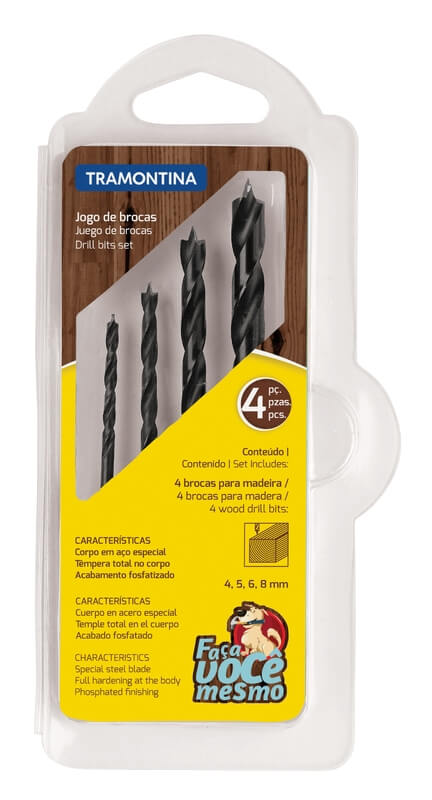 TRAMONTINA
Jogo de brocas
Juego de brocas
Drill bits set
4 pç.
pzas.
pcs.
Conteúdo |
Contenido | Set Includes:
4 brocas para madeira /
4 brocas para madera /
4 wood drill bits:
4, 5, 6, 8 mm
CARACTERÍSTICAS
Corpo em aço especial
Têmpera total no corpo
Acabamento fosfatizado
CARACTERÍSTICAS
Cuerpo en acero especial
Temple total en el cuerpo
Acabado fosfatado
CHARACTERISTICS
Special steel blade
Full hardening at the body
Phosphated finishing
Faça
você
mesmo